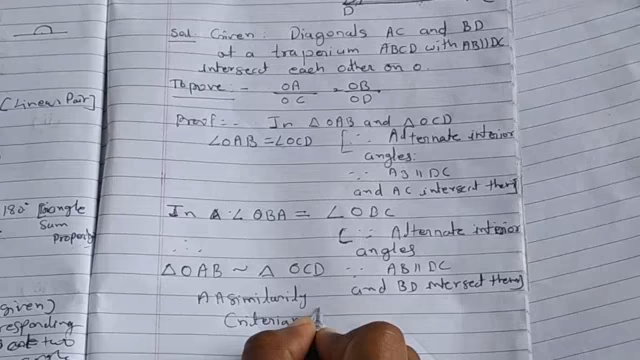 D
Sol Given: Diagonals AC and BD
of a trapezium ABCD with AB||DC
intersect each other on O.
To prove :- OA/OC = OB/OD
Proof :- In △OAB and △OCD
∠OAB = ∠OCD [∵ Alternate interior
angles.
∵ AB || DC
and AC intersect them]
In ∆ ∠OBA = ∠ODC
[∵ Alternate interior
angles
∴
△OAB ~ △OCD ∵ AB || DC
and BD intersect them]
AA similarity
Criteria
[Linear Pair]
180° angle
Sum
property
given)
responding
two
angle